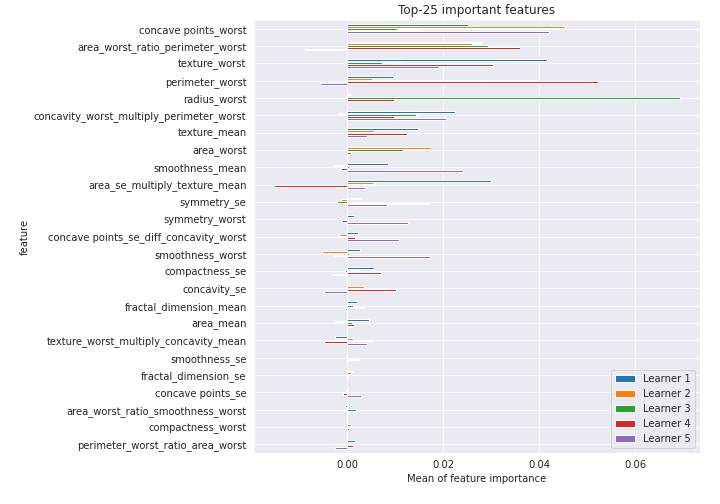 Top-25 important features
concave points_worst
area_worst_ratio_perimeter_worst
texture_worst
perimeter_worst
radius_worst
concavity_worst_multiply_perimeter_worst
texture_mean
area_worst
smoothness_mean
area_se_multiply_texture_mean
symmetry_se
symmetry_worst
concave points_se_diff_concavity_worst
smoothness_worst
compactness_se
concavity_se
fractal_dimension_mean
area_mean
texture_worst_multiply_concavity_mean
smoothness_se
fractal_dimension_se
concave points_se
area_worst_ratio_smoothness_worst
compactness_worst
perimeter_worst_ratio_area_worst
feature
Learner 1
Learner 2
Learner 3
Learner 4
Learner 5
0.00 0.02 0.04 0.06
Mean of feature importance